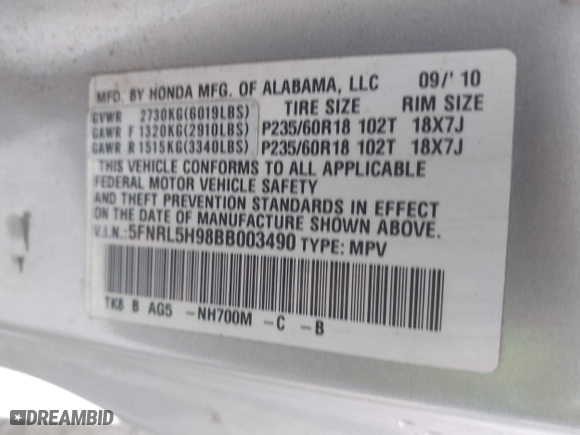 MFD. BY HONDA MFG. OF ALABAMA, LLC 09/' 10
GVWR 2730KG(6019LBS) TIRE SIZE RIM SIZE
GAWR F 1320KG(2910LBS) P235/60R18 102T 18X7J
GAWR R 1515KG(3340LBS) P235/60R18 102T 18X7J
THIS VEHICLE CONFORMS TO ALL APPLICABLE
FEDERAL MOTOR VEHICLE SAFETY
AND THEFT PREVENTION STANDARDS IN EFFECT
ON THE DATE OF MANUFACTURE SHOWN ABOVE.
V.I.N.:5FNRL5H98BB003490 TYPE: MPV
TK8 B AG5 -NH700M -C -B
DREAMBID